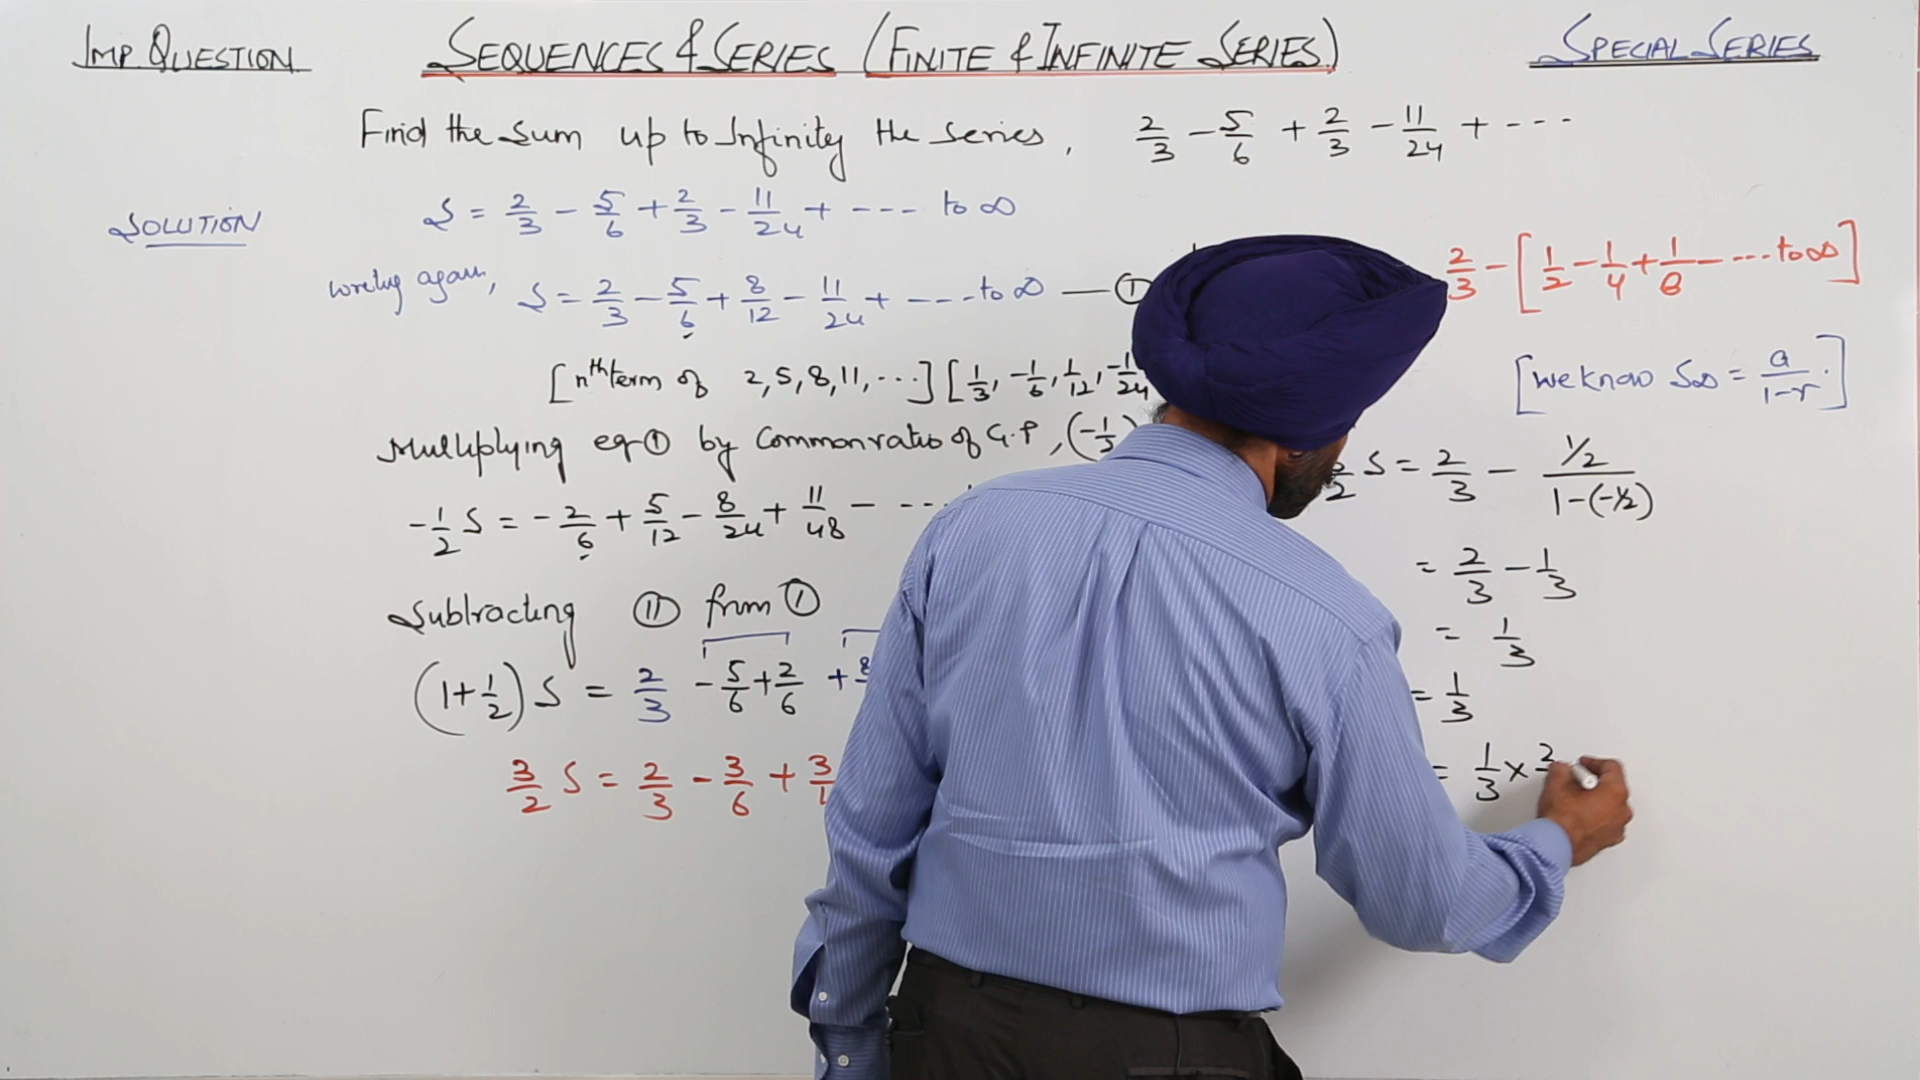 IMP. QUESTION
SEQUENCES & SERIES (FINITE & INFINITE SERIES)
SPECIAL SERIES
Find the sum up to Infinity the series, 2/3 - 5/6 + 2/3 - 11/24 + ---
SOLUTION
S = 2/3 - 5/6 + 2/3 - 11/24 + --- to ∞
writing again, S = 2/3 - 5/6 + 8/12 - 11/24 + --- to ∞ — (I)
[nth term of 2, 5, 8, 11, ...] [1/3, -1/6, 1/12, -1/24
Multiplying eq (I) by Common ratio of G.P, (-1/2)
-1/2 S = -2/6 + 5/12 - 8/24 + 11/48 - ---
Subtracting (II) from (I)
(1+1/2) S = 2/3 - 5/6 + 2/6 + 8
3/2 S = 2/3 - 3/6 + 3/1
2/3 - [1/2 - 1/4 + 1/8 - --- to ∞]
[we know S∞ = a/1-r.]
/2 S = 2/3 - 1/2 / 1-(-1/2)
= 2/3 - 1/3
= 1/3
= 1/3
= 1/3 × 2